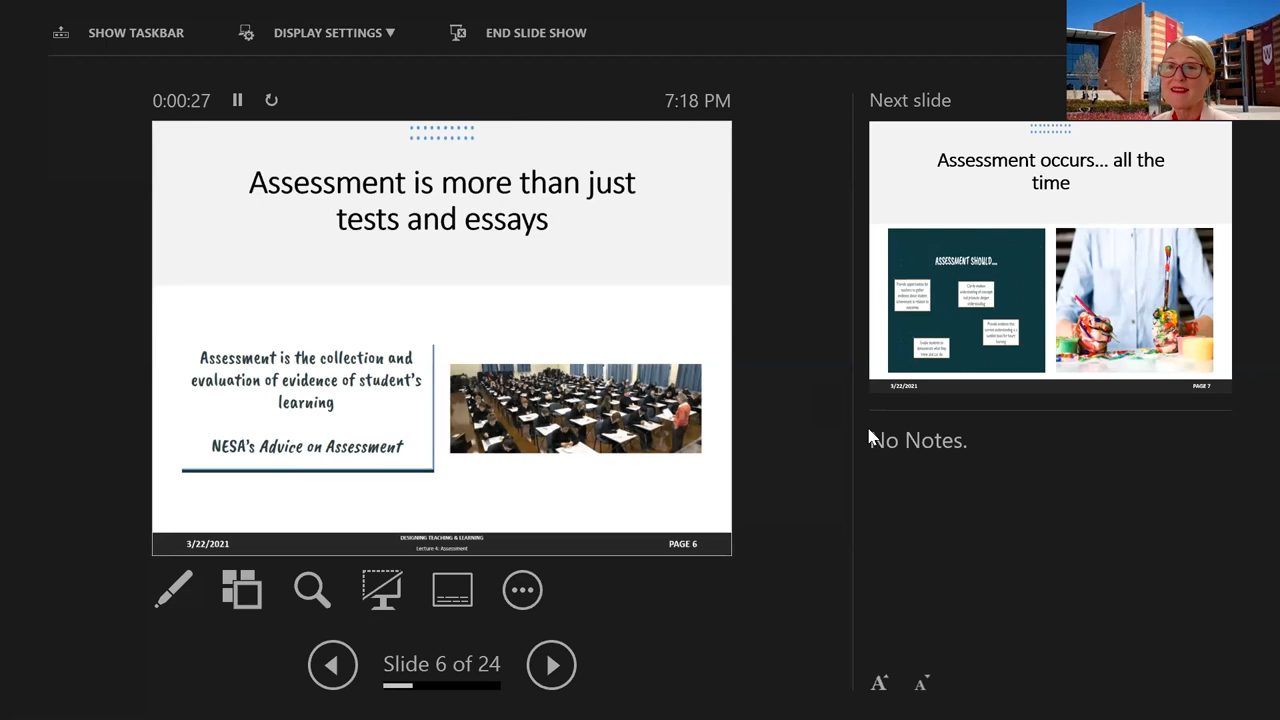 SHOW TASKBAR
DISPLAY SETTINGS ▼
END SLIDE SHOW
0:00:27
7:18 PM
Assessment is more than just
tests and essays
Assessment is the collection and
evaluation of evidence of student's
learning
NESA's Advice on Assessment
3/22/2021
DESIGNING TEACHING & LEARNING
Lecture 4: Assessment
PAGE 6
Slide 6 of 24
Next slide
Assessment occurs... all the
time
ASSESSMENT SHOULD...
3/22/2021
PAGE 7
No Notes.
A
A